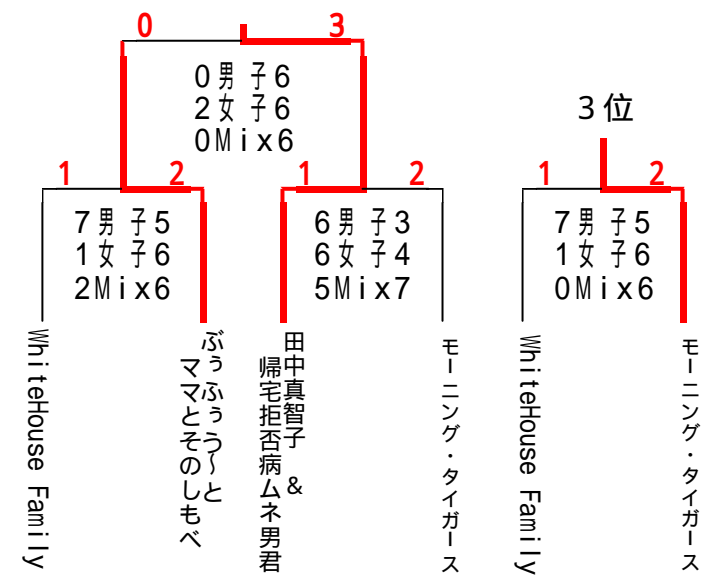 0 3
0男子6
2女子6
0Mix6
3位
1 2
1 2
1 2
7男子5
1女子6
2Mix6
6男子3
6女子4
5Mix7
7男子5
1女子6
0Mix6
WhiteHouse Family
ぶぅふぅう～と
ママとそのしもべ
田中真智子 &
帰宅拒否病ムネ男君
モーニング・タイガース
WhiteHouse Family
モーニング・タイガース